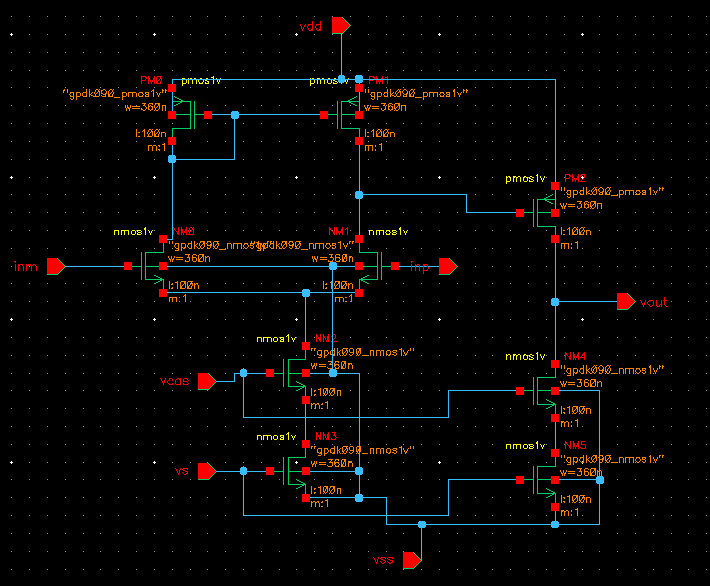 vdd
PM0 pmos1v
"gpdk090_pmos1v"
w=360n
l:100n
m:1
pmos1v PM1
"gpdk090_pmos1v"
w=360n
l:100n
m:1
pmos1v PM2
"gpdk090_pmos1v"
w=360n
l:100n
m:1
nmos1v NM0
"gpdk090_nmos1v"
w=360n
l:100n
m:1
NM1 nmos1v
"gpdk090_nmos1v"
w=360n
l:100n
m:1
inm
inp
vout
nmos1v NM2
"gpdk090_nmos1v"
w=360n
l:100n
m:1
vcas
nmos1v NM4
"gpdk090_nmos1v"
w=360n
l:100n
m:1
nmos1v NM3
"gpdk090_nmos1v"
w=360n
l:100n
m:1
vs
nmos1v NM5
"gpdk090_nmos1v"
w=360n
l:100n
m:1
vss